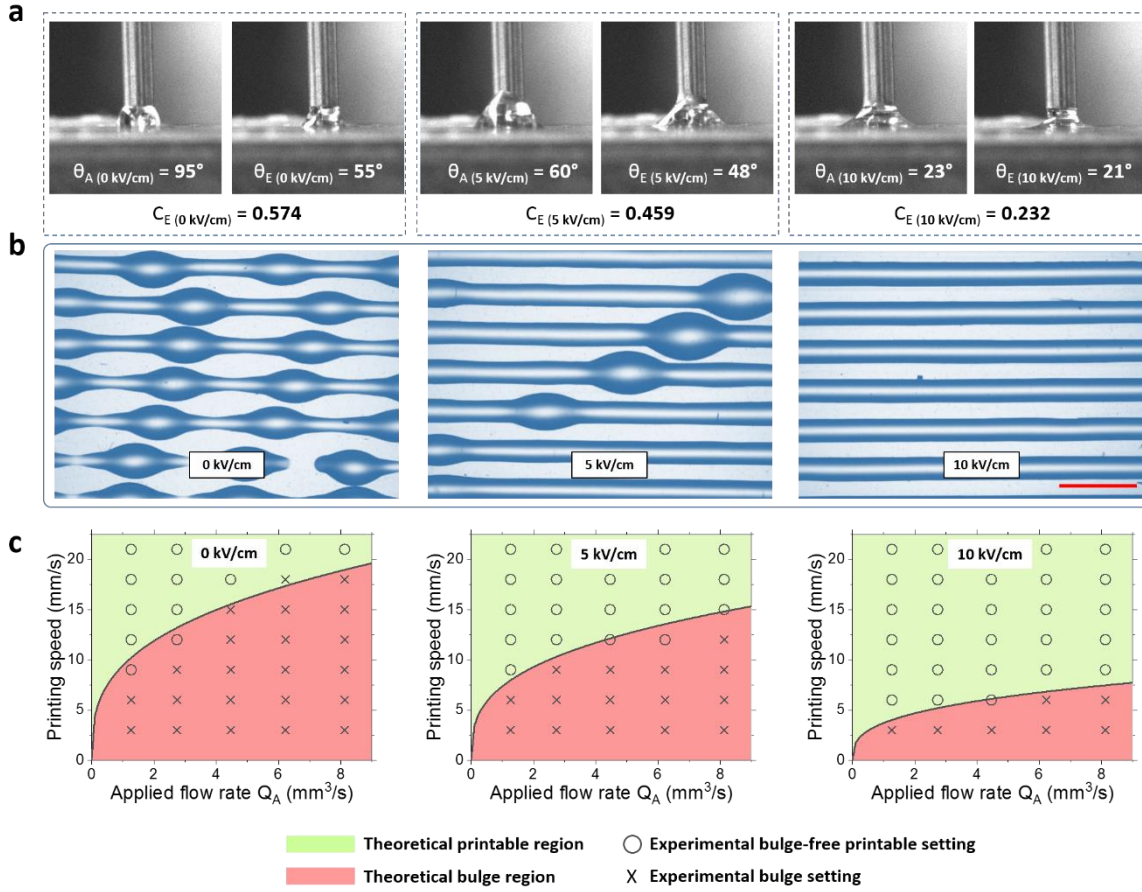 a
θA (0 kV/cm) = 95°
θE (0 kV/cm) = 55°
θA (5 kV/cm) = 60°
θE (5 kV/cm) = 48°
θA (10 kV/cm) = 23°
θE (10 kV/cm) = 21°
CE (0 kV/cm) = 0.574
CE (5 kV/cm) = 0.459
CE (10 kV/cm) = 0.232
b
0 kV/cm
5 kV/cm
10 kV/cm
c
0 kV/cm
Printing speed (mm/s)
20
15
10
5
0
0 2 4 6 8
Applied flow rate QA (mm³/s)
5 kV/cm
Printing speed (mm/s)
20
15
10
5
0
0 2 4 6 8
Applied flow rate QA (mm³/s)
10 kV/cm
Printing speed (mm/s)
20
15
10
5
0
0 2 4 6 8
Applied flow rate QA (mm³/s)
Theoretical printable region
Experimental bulge-free printable setting
Theoretical bulge region
Experimental bulge setting